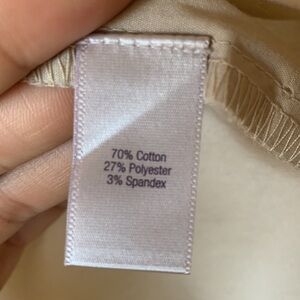 70% Cotton
27% Polyester
3% Spandex